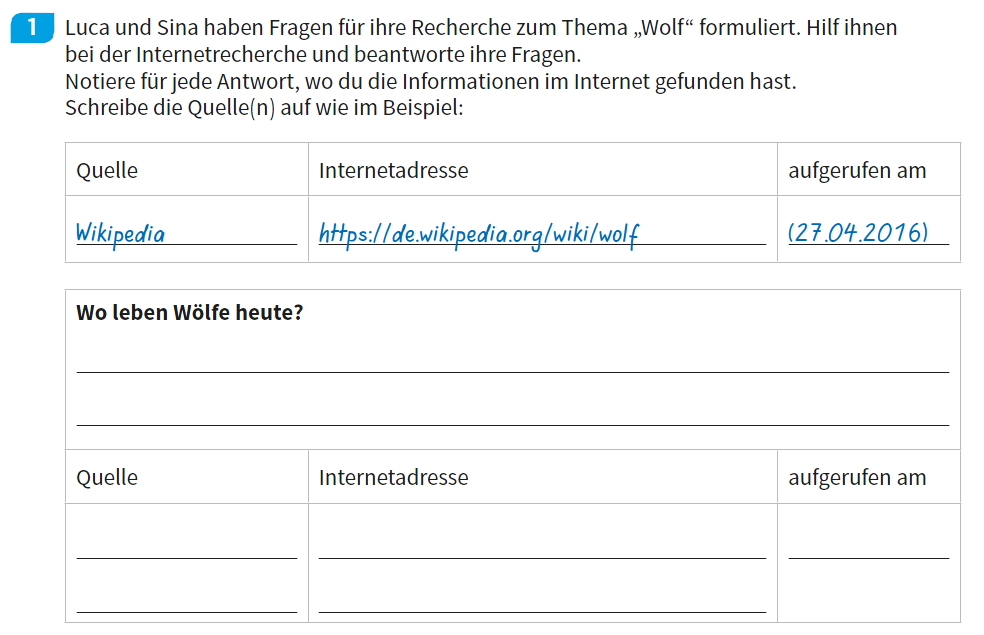 1
Luca und Sina haben Fragen für ihre Recherche zum Thema „Wolf“ formuliert. Hilf ihnen
bei der Internetrecherche und beantworte ihre Fragen.
Notiere für jede Antwort, wo du die Informationen im Internet gefunden hast.
Schreibe die Quelle(n) auf wie im Beispiel:
Quelle Internetadresse aufgerufen am
Wikipedia https://de.wikipedia.org/wiki/wolf (27.04.2016)
Wo leben Wölfe heute?
Quelle Internetadresse aufgerufen am